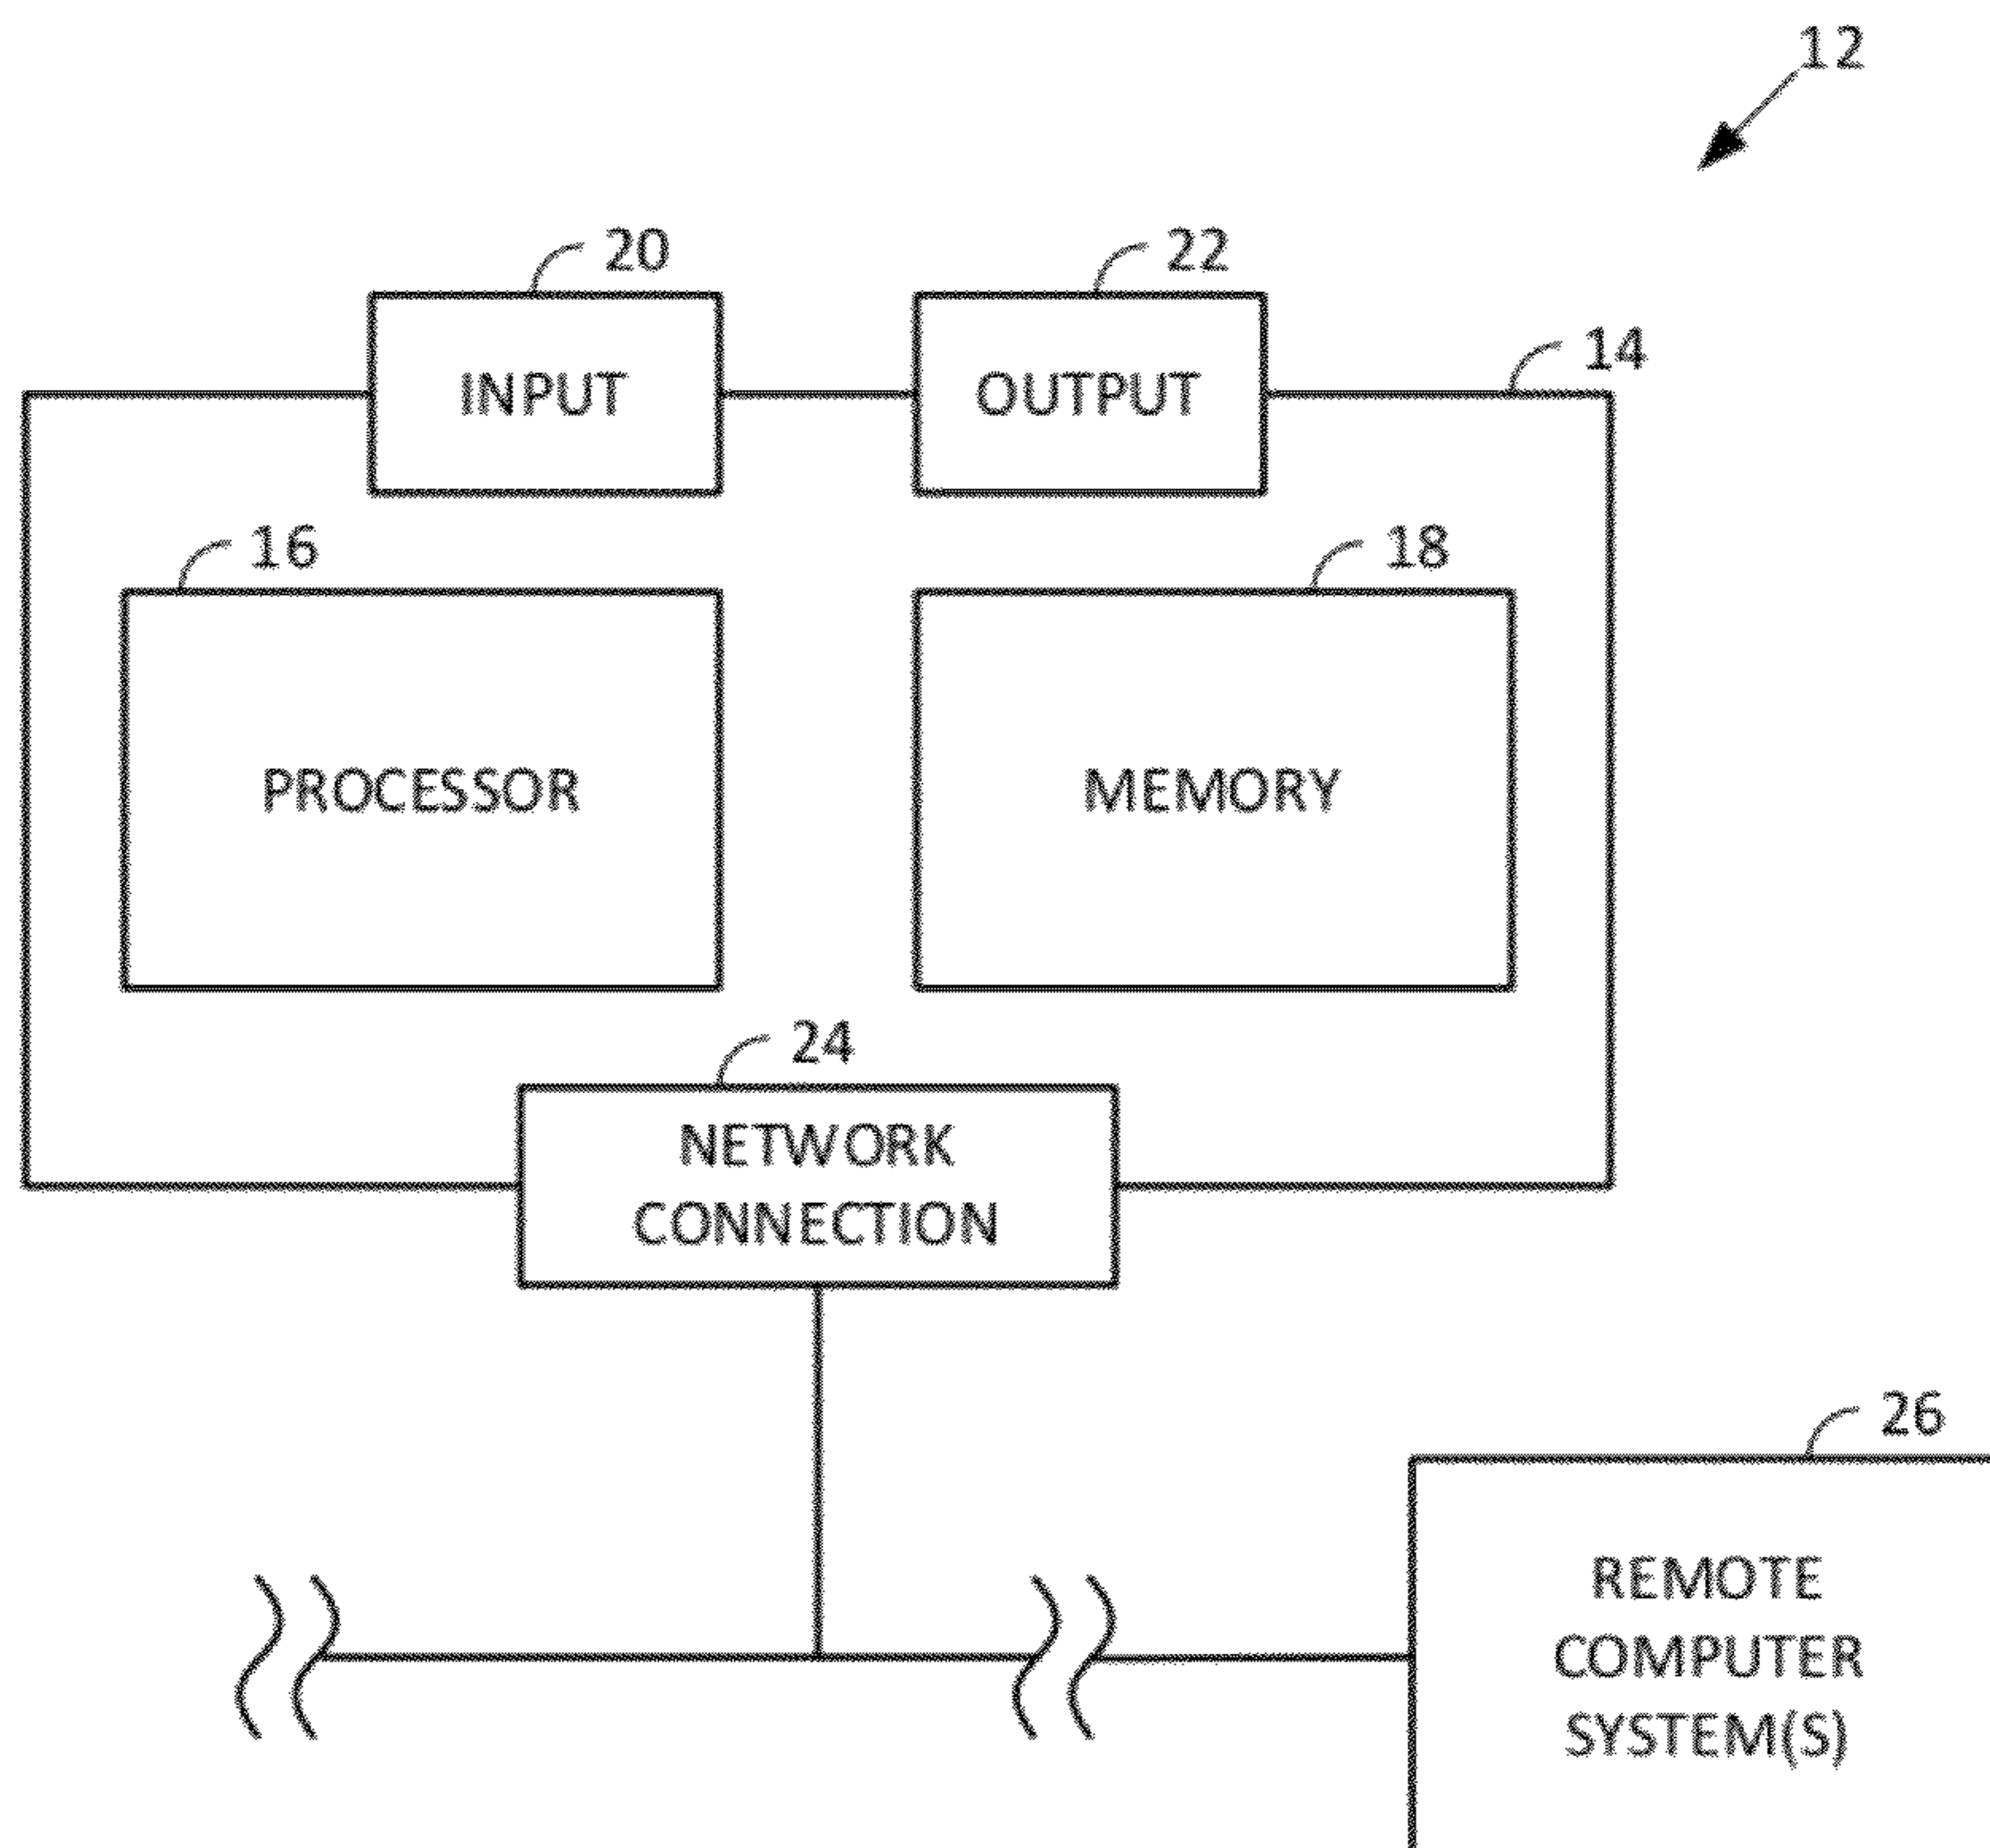 12
20
22
INPUT
OUTPUT
14
16
18
PROCESSOR
MEMORY
24
NETWORK
CONNECTION
26
REMOTE
COMPUTER
SYSTEM(S)